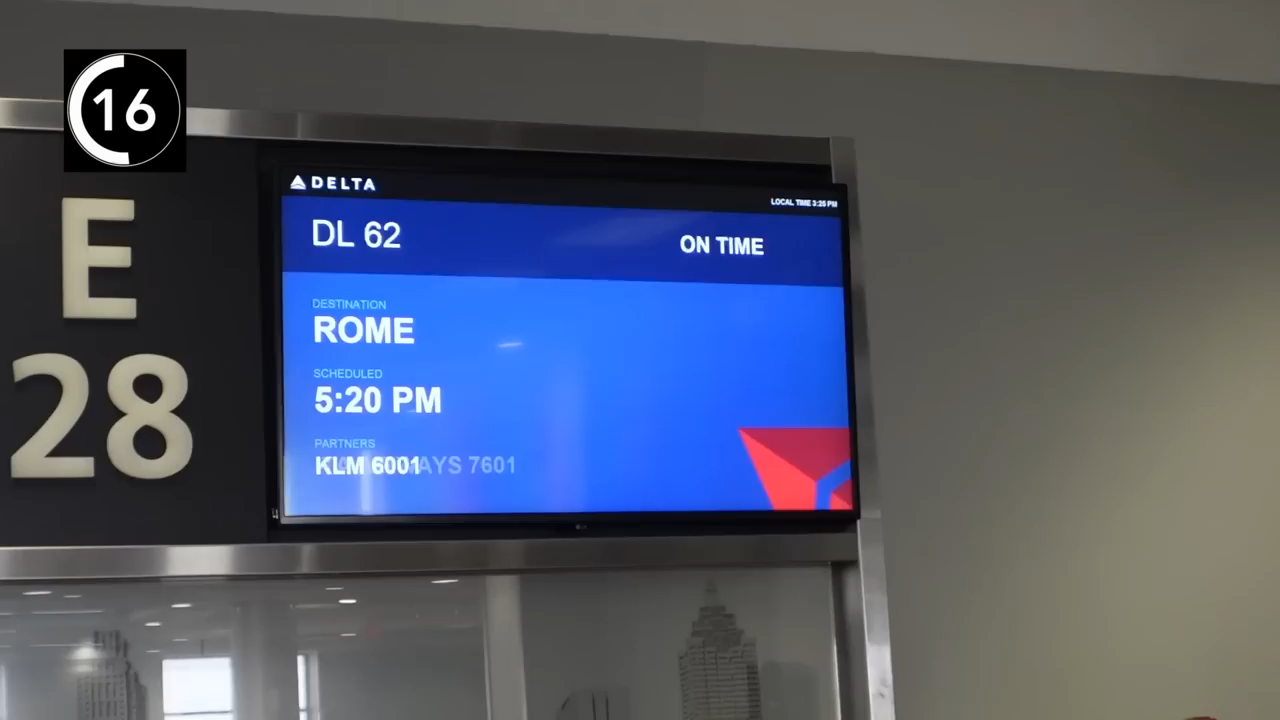 16
E
28
DELTA
LOCAL TIME 3:25 PM
DL 62
ON TIME
DESTINATION
ROME
SCHEDULED
5:20 PM
PARTNERS
KLM 6001
7601